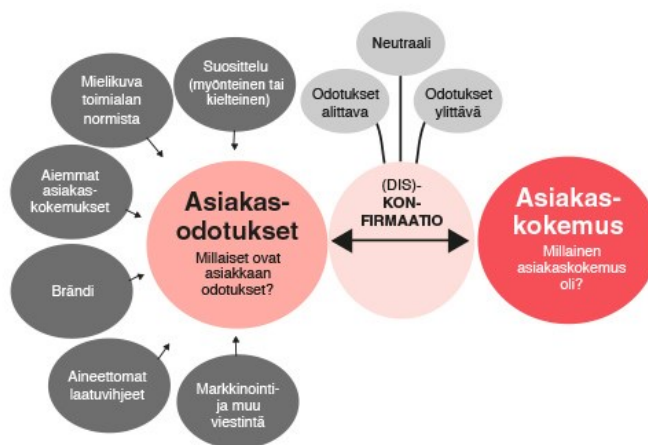 Neutraali
Suosittelu
(myönteinen tai
kielteinen)
Mielikuva
toimialan
normista
Odotukset
alittava
Odotukset
ylittävä
Aiemmat
asiakas-
kokemukset
Asiakas-
odotukset
Millaiset ovat
asiakkaan
odotukset?
(DIS)-
KON-
FIRMAATIO
Asiakas-
kokemus
Millainen
asiakaskokemus
oli?
Brändi
Aineettomat
laatuvihjeet
Markkinointi-
ja muu
viestintä